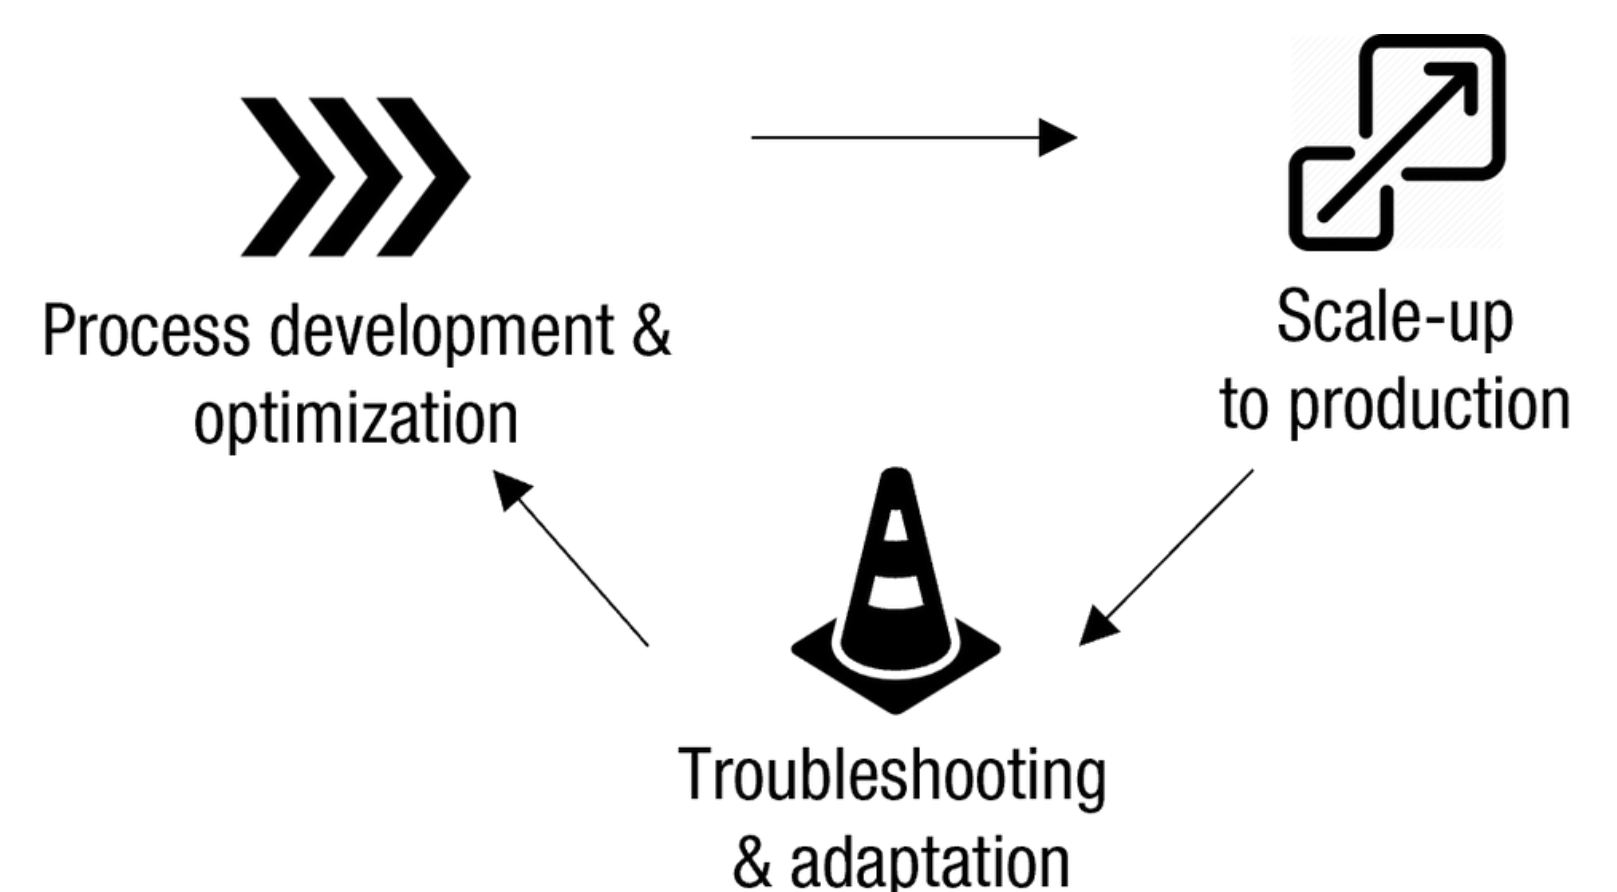 Process development &
optimization
Scale-up
to production
Troubleshooting
& adaptation